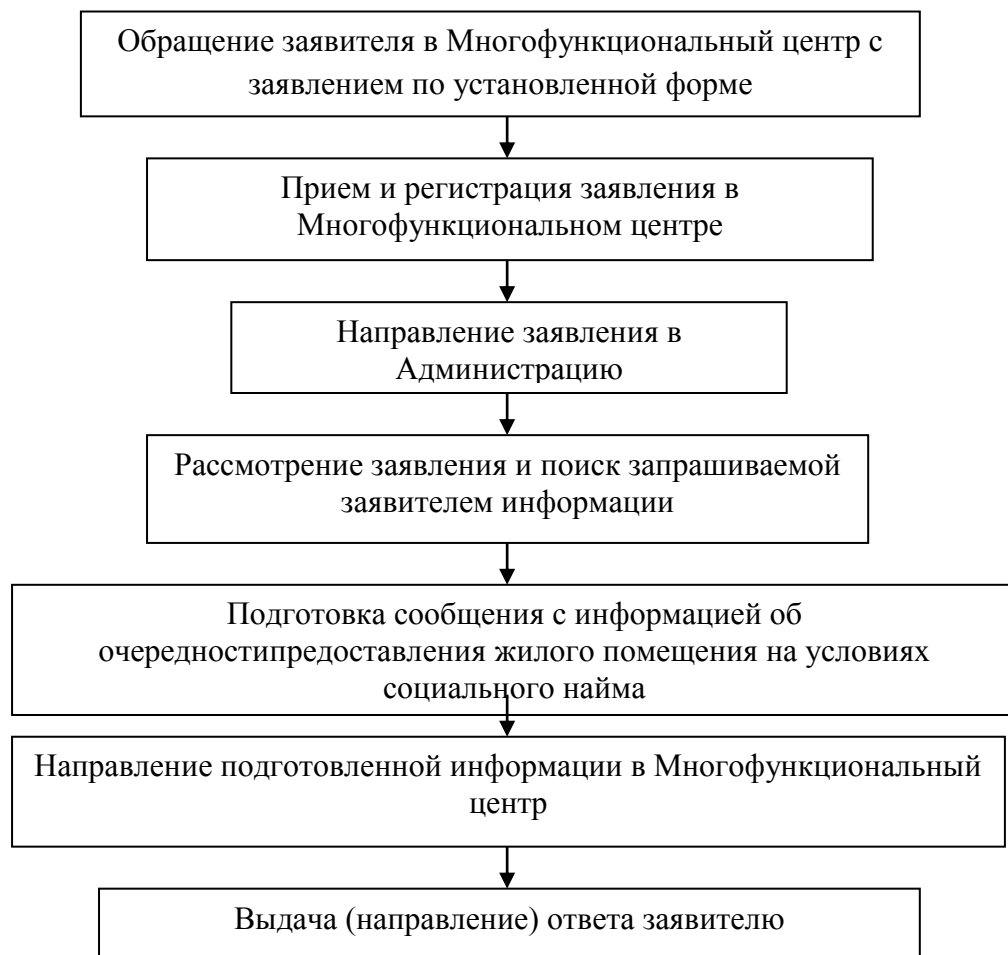 Обращение заявителя в Многофункциональный центр с
заявлением по установленной форме
Прием и регистрация заявления в
Многофункциональном центре
Направление заявления в
Администрацию
Рассмотрение заявления и поиск запрашиваемой
заявителем информации
Подготовка сообщения с информацией об
очередностипредоставления жилого помещения на условиях
социального найма
Направление подготовленной информации в Многофункциональный
центр
Выдача (направление) ответа заявителю